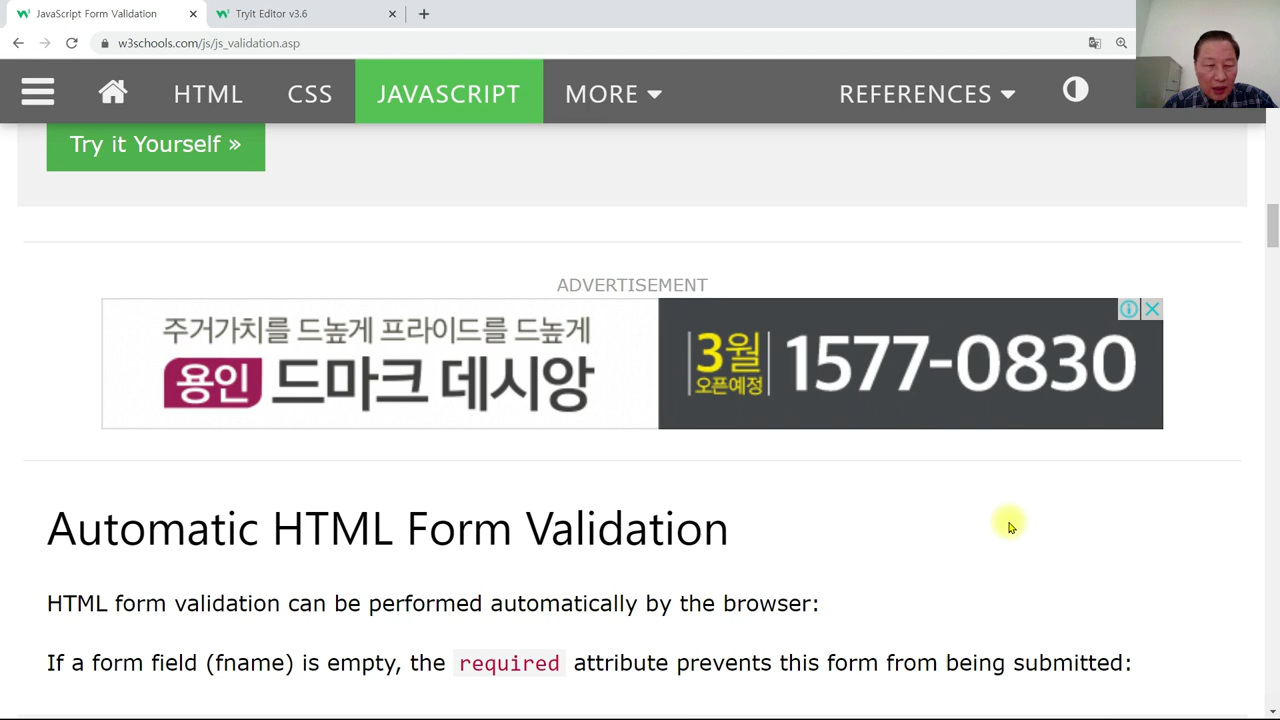 JavaScript Form Validation
Tryit Editor v3.6
w3schools.com/js/js_validation.asp
HTML
CSS
JAVASCRIPT
MORE
REFERENCES
Try it Yourself »
ADVERTISEMENT
주거가치를 드높게 프라이드를 드높게
용인 드마크 데시앙
3월
오픈예정
1577-0830
Automatic HTML Form Validation
HTML form validation can be performed automatically by the browser:
If a form field (fname) is empty, the required attribute prevents this form from being submitted: